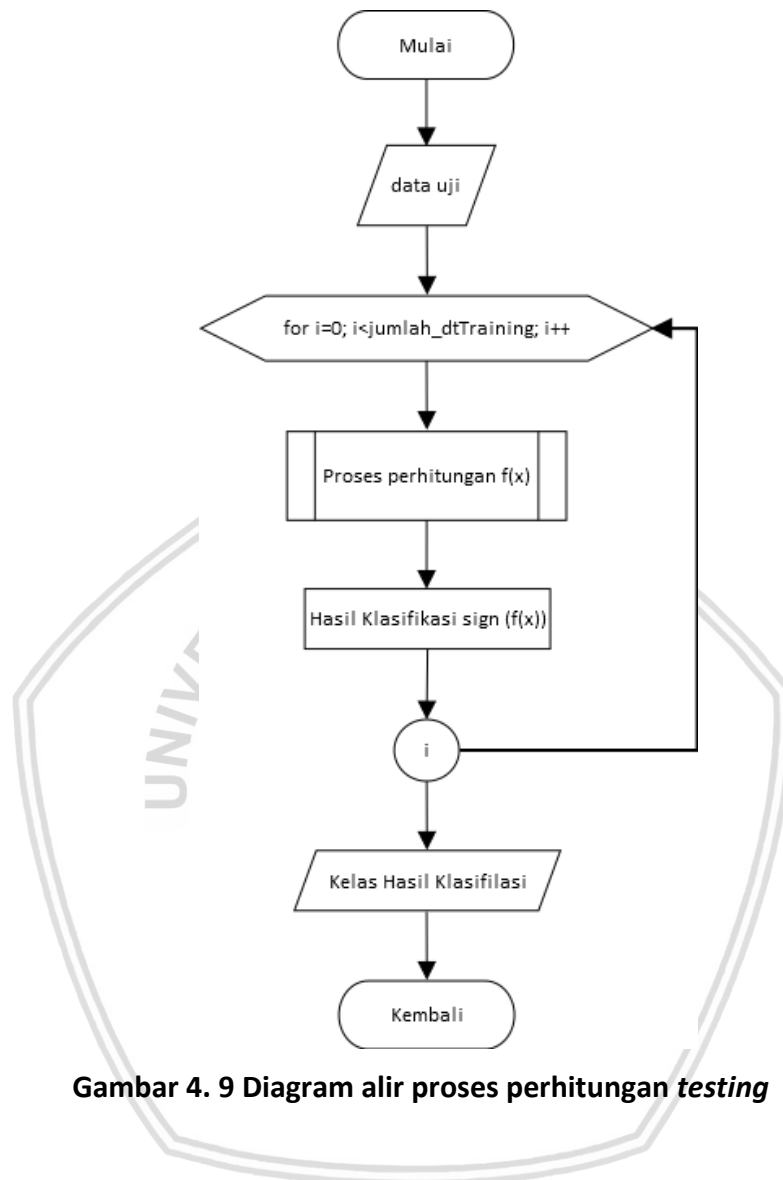 Mulai
data uji
for i=0; i<jumlah_dtTraining; i++
Proses perhitungan f(x)
Hasil Klasifikasi sign (f(x))
i
Kelas Hasil Klasifilasi
Kembali
Gambar 4. 9 Diagram alir proses perhitungan testing